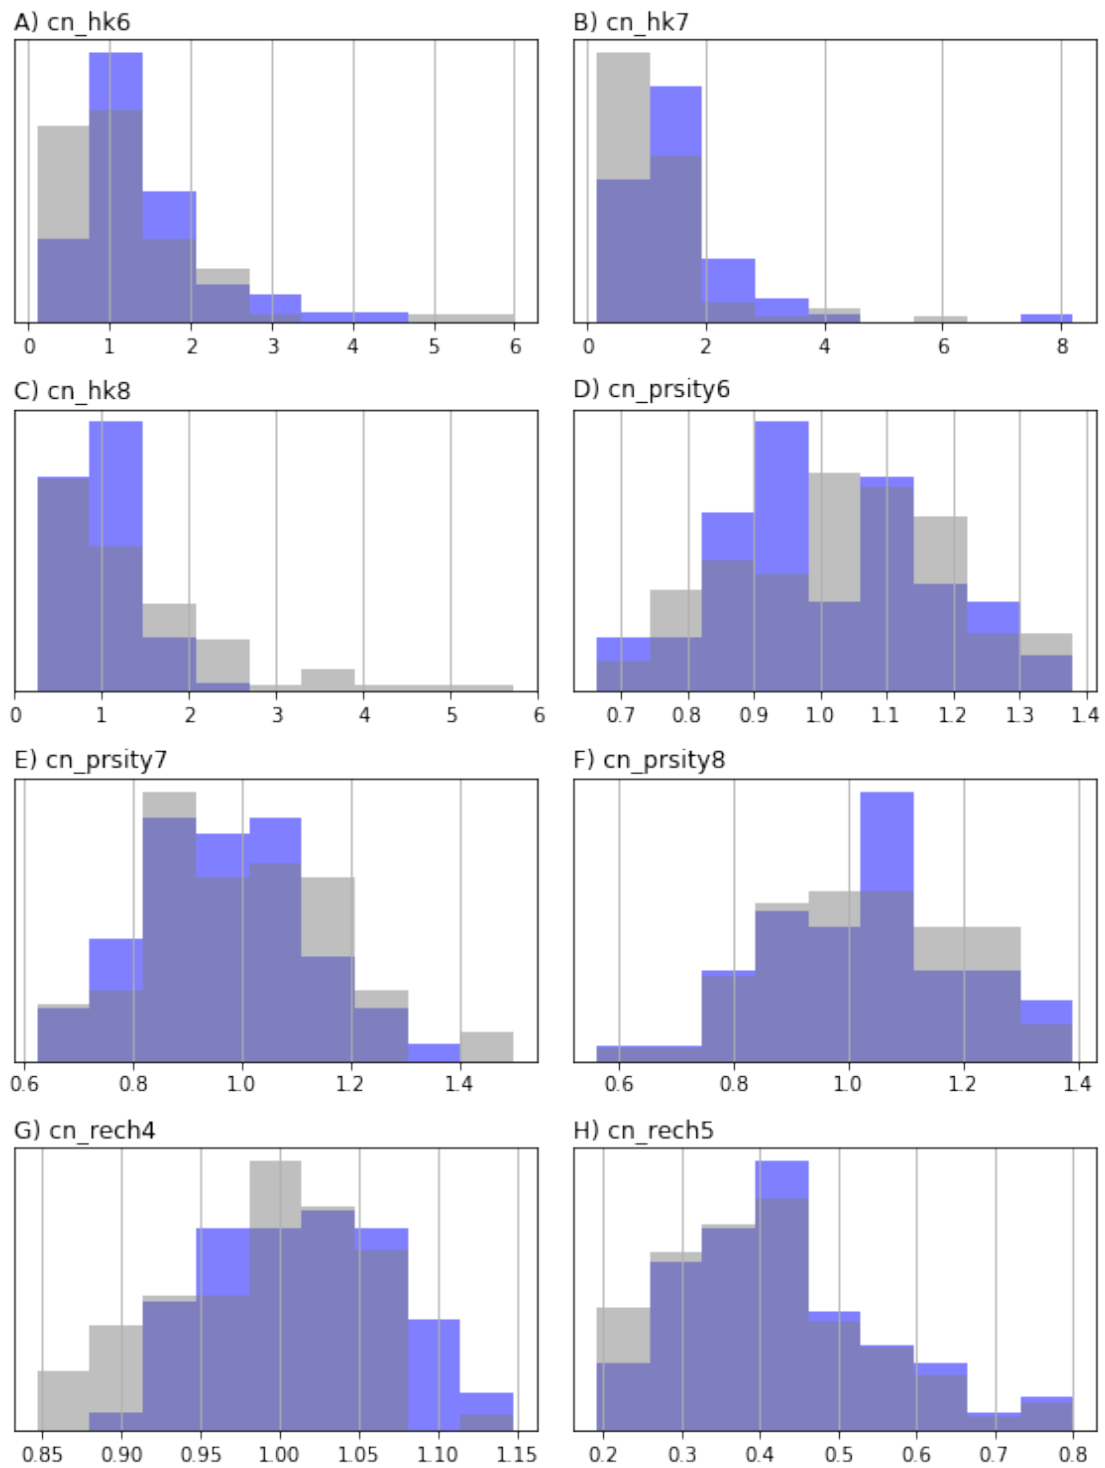 A) cn_hk6
B) cn_hk7
0 1 2 3 4 5 6
0 2 4 6 8
C) cn_hk8
D) cn_prsity6
0 1 2 3 4 5 6
0.7 0.8 0.9 1.0 1.1 1.2 1.3 1.4
E) cn_prsity7
F) cn_prsity8
0.6 0.8 1.0 1.2 1.4
0.6 0.8 1.0 1.2 1.4
G) cn_rech4
H) cn_rech5
0.85 0.90 0.95 1.00 1.05 1.10 1.15
0.2 0.3 0.4 0.5 0.6 0.7 0.8